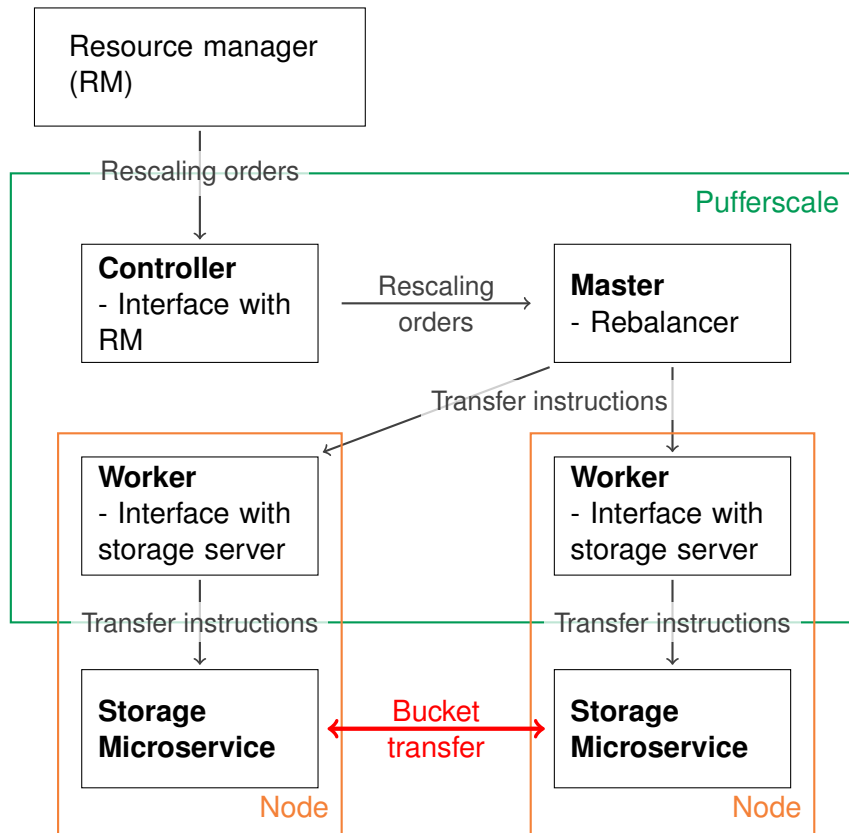 Resource manager
(RM)
Rescaling orders
Pufferscale
Controller
- Interface with
RM
Rescaling
orders
Master
- Rebalancer
Transfer instructions
Worker
- Interface with
storage server
Worker
- Interface with
storage server
Transfer instructions
Transfer instructions
Storage
Microservice
Bucket
transfer
Storage
Microservice
Node
Node